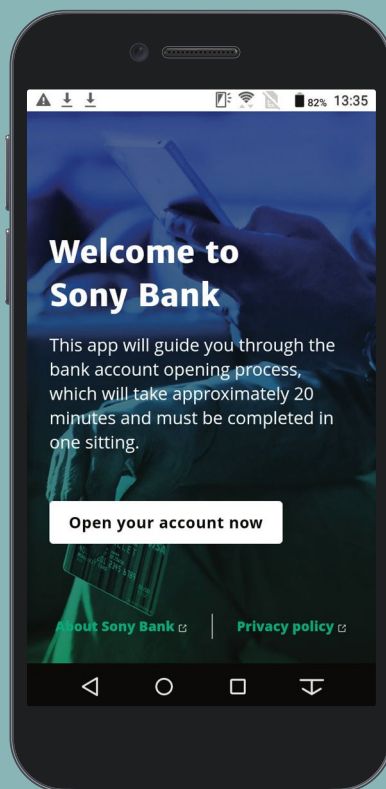 82% 13:35
Welcome to
Sony Bank
This app will guide you through the
bank account opening process,
which will take approximately 20
minutes and must be completed in
one sitting.
Open your account now
VISA
About Sony Bank
Privacy policy